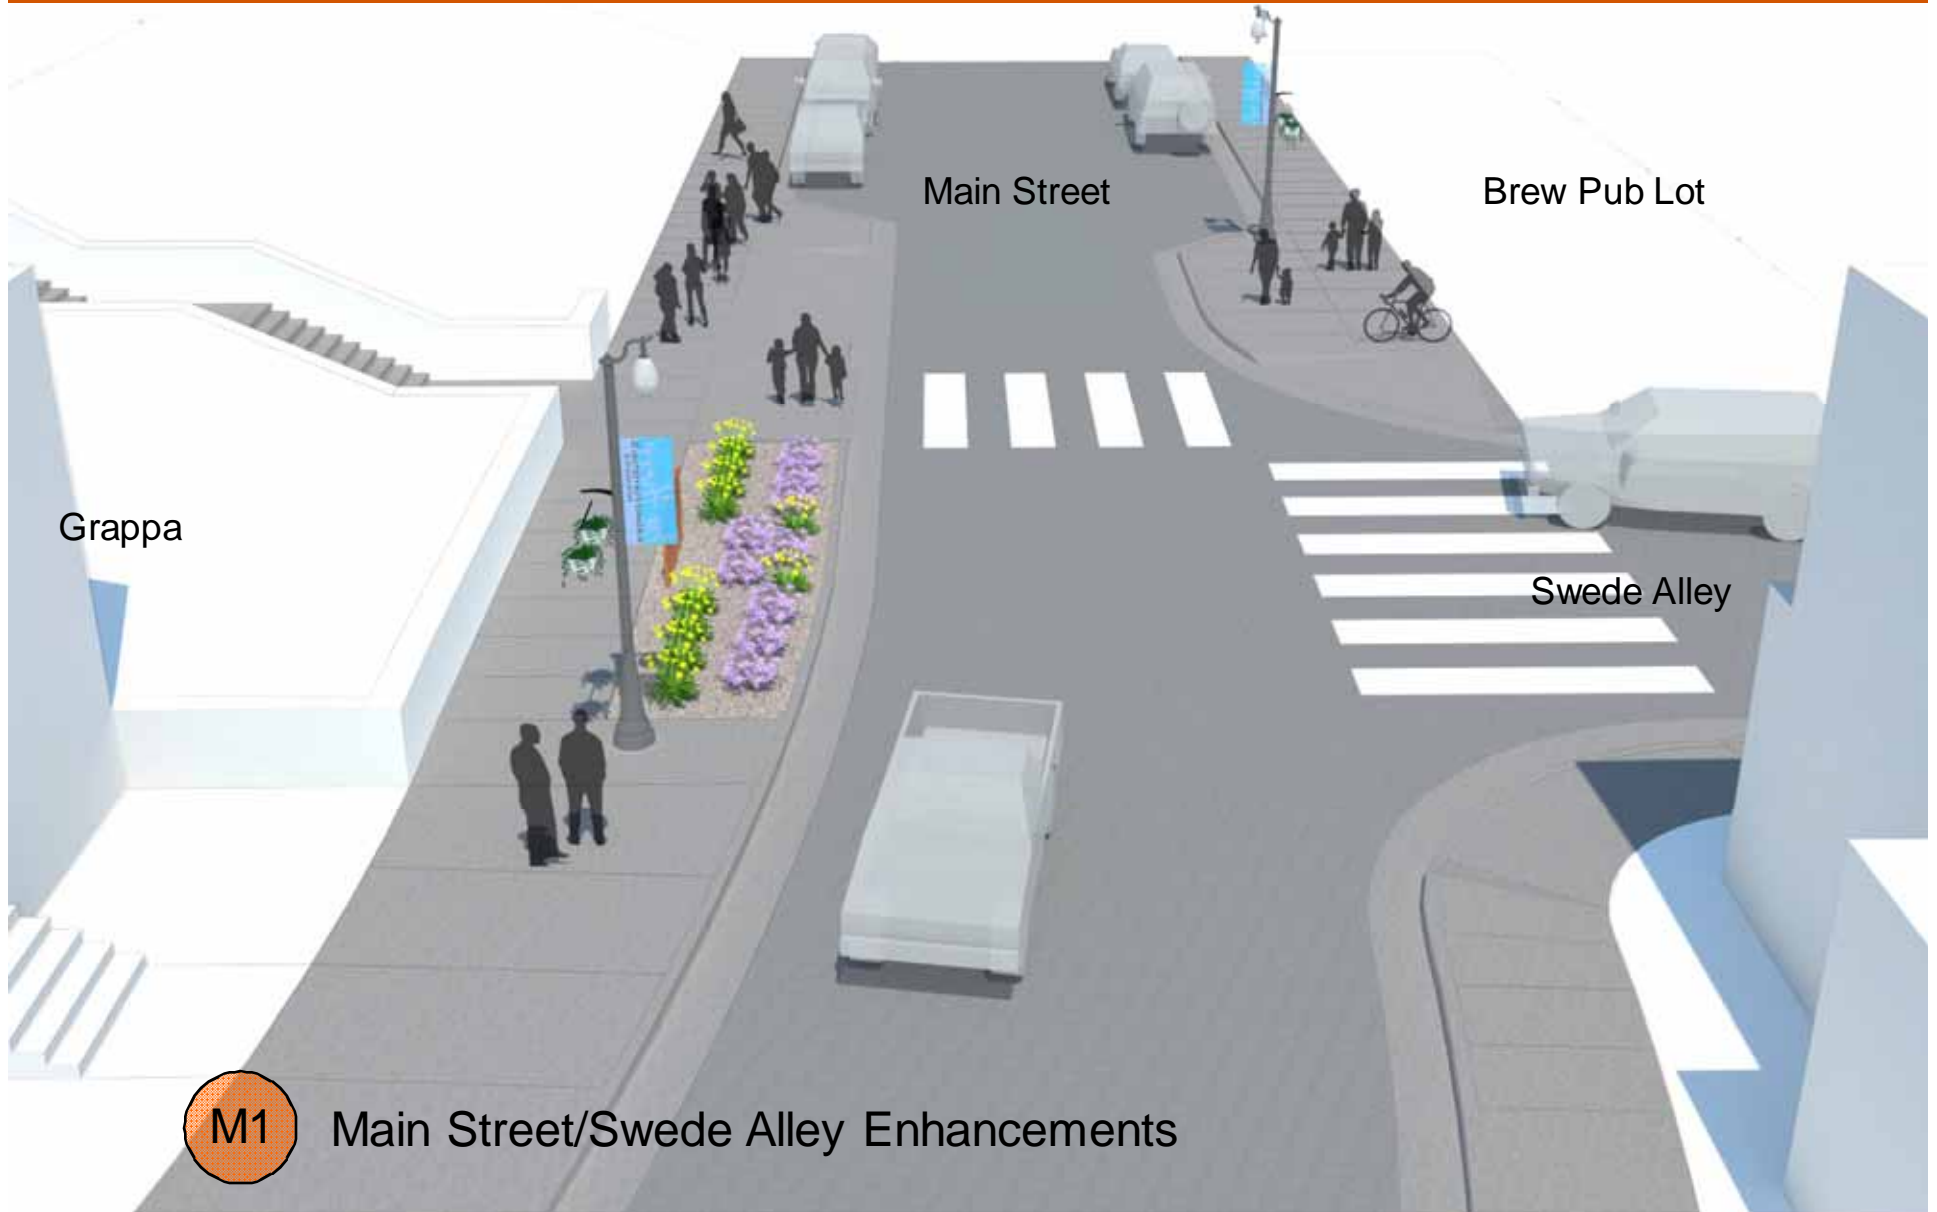 Main Street
Brew Pub Lot
Grappa
Swede Alley
M1
Main Street/Swede Alley Enhancements